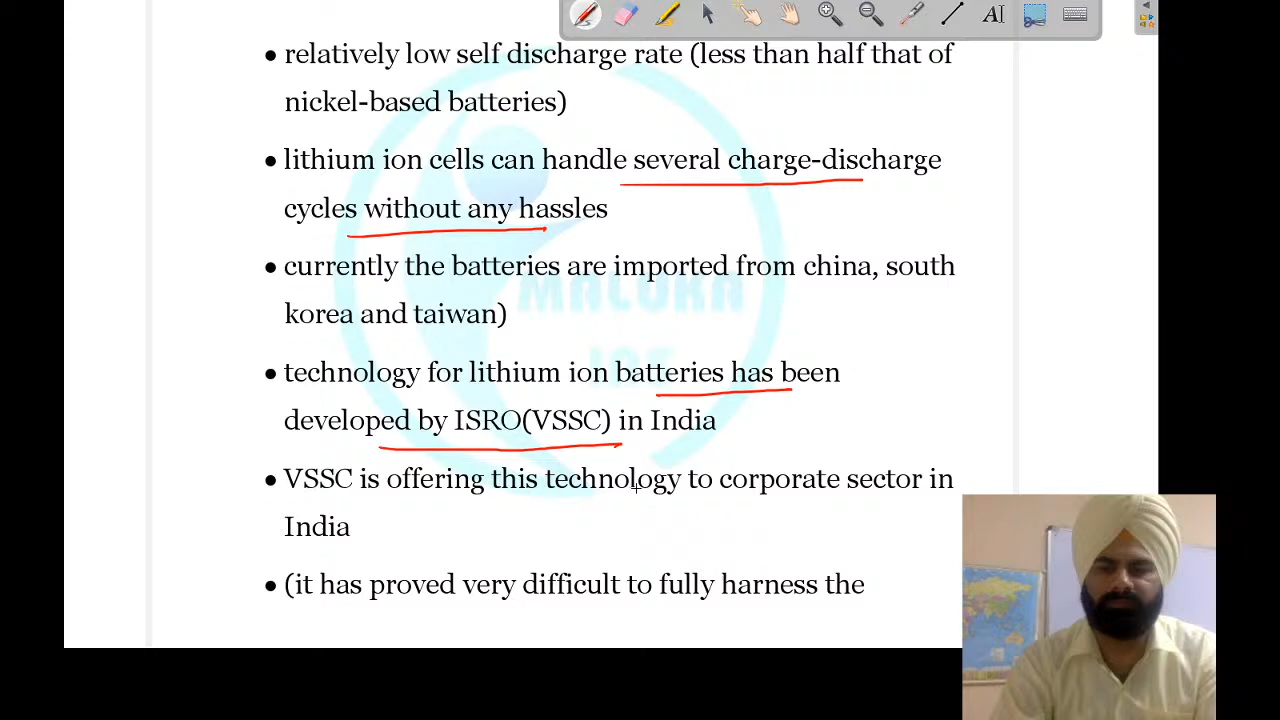 • relatively low self discharge rate (less than half that of
nickel-based batteries)
• lithium ion cells can handle several charge-discharge
cycles without any hassles
• currently the batteries are imported from china, south
korea and taiwan)
• technology for lithium ion batteries has been
developed by ISRO(VSSC) in India
• VSSC is offering this technology to corporate sector in
India
• (it has proved very difficult to fully harness the
MALUKA
IPE
AI